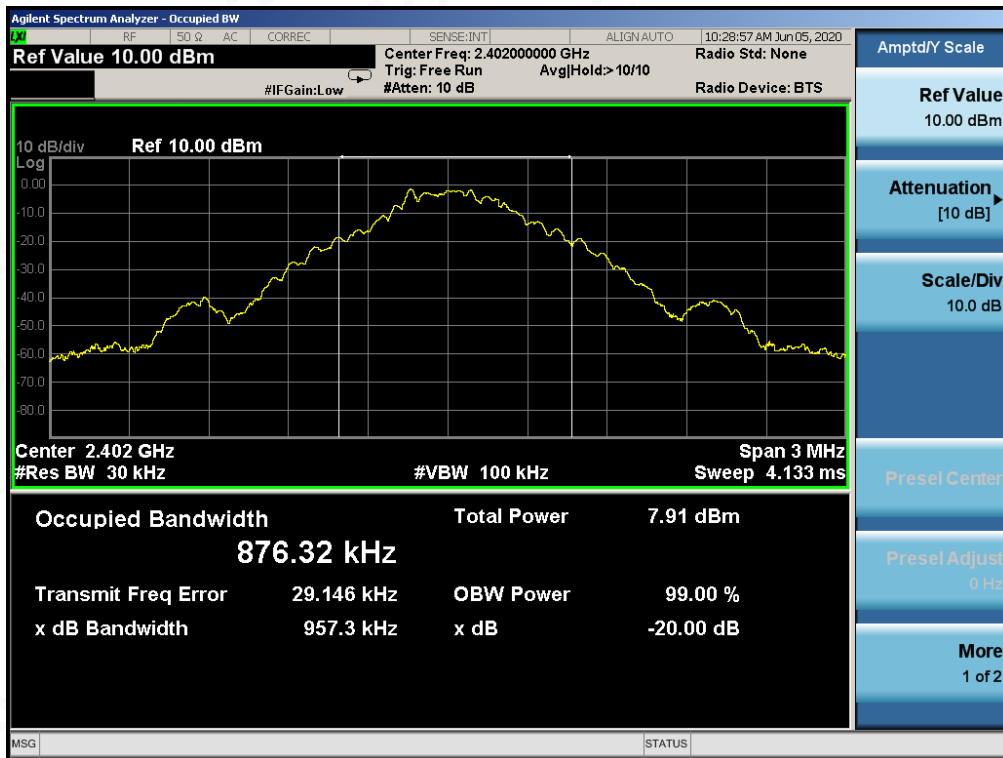 Agilent Spectrum Analyzer - Occupied BW
LXI RF 50 Ω AC CORREC SENSE:INT ALIGNAUTO 10:28:57 AM Jun 05, 2020
Ref Value 10.00 dBm
Center Freq: 2.402000000 GHz
Radio Std: None
Trig: Free Run Avg|Hold:>10/10
#IFGain:Low
#Atten: 10 dB
Radio Device: BTS
10 dB/div Ref 10.00 dBm
Log
0.00
-10.0
-20.0
-30.0
-40.0
-50.0
-60.0
-70.0
-80.0
Center 2.402 GHz Span 3 MHz
#Res BW 30 kHz #VBW 100 kHz Sweep 4.133 ms
Occupied Bandwidth Total Power 7.91 dBm
876.32 kHz
Transmit Freq Error 29.146 kHz OBW Power 99.00 %
x dB Bandwidth 957.3 kHz x dB -20.00 dB
MSG STATUS
Amptd/Y Scale
Ref Value
10.00 dBm
Attenuation
[10 dB]
Scale/Div
10.0 dB
Presel Center
Presel Adjust
0 Hz
More
1 of 2